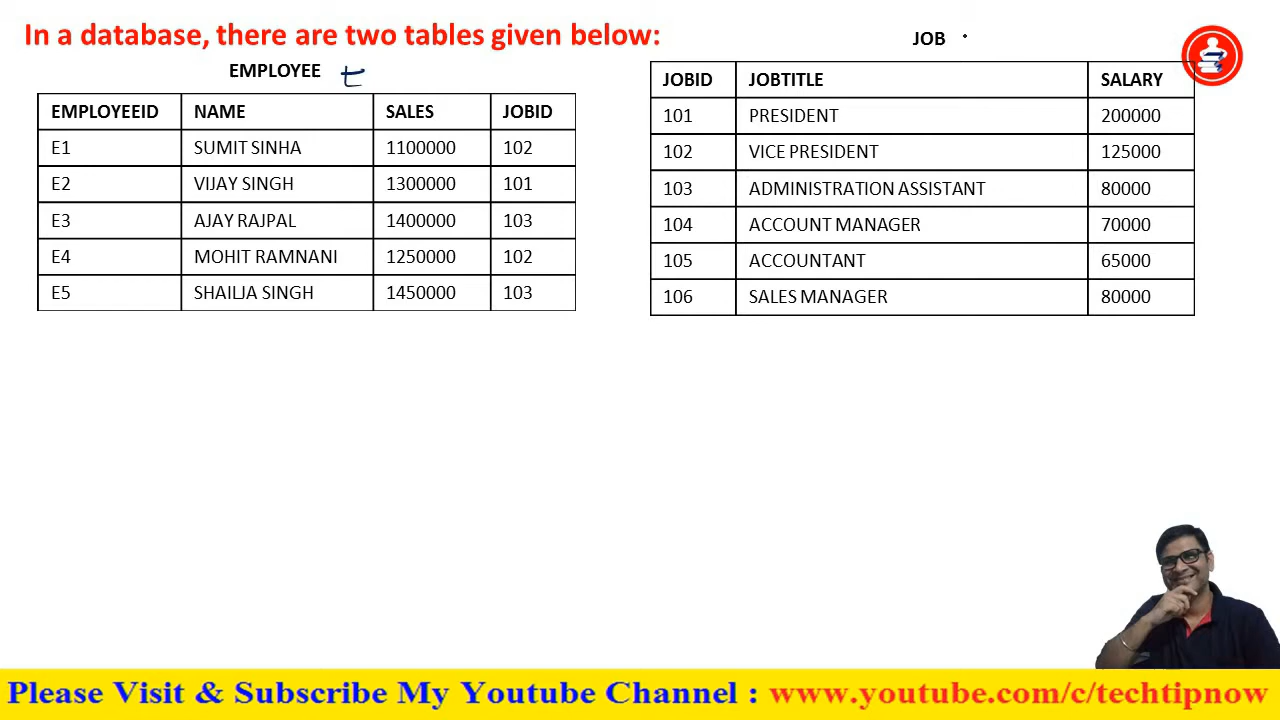 In a database, there are two tables given below:
EMPLOYEE t
EMPLOYEEID NAME SALES JOBID
E1 SUMIT SINHA 1100000 102
E2 VIJAY SINGH 1300000 101
E3 AJAY RAJPAL 1400000 103
E4 MOHIT RAMNANI 1250000 102
E5 SHAILJA SINGH 1450000 103
JOB
JOBID JOBTITLE SALARY
101 PRESIDENT 200000
102 VICE PRESIDENT 125000
103 ADMINISTRATION ASSISTANT 80000
104 ACCOUNT MANAGER 70000
105 ACCOUNTANT 65000
106 SALES MANAGER 80000
Please Visit & Subscribe My Youtube Channel : www.youtube.com/c/techtipnow